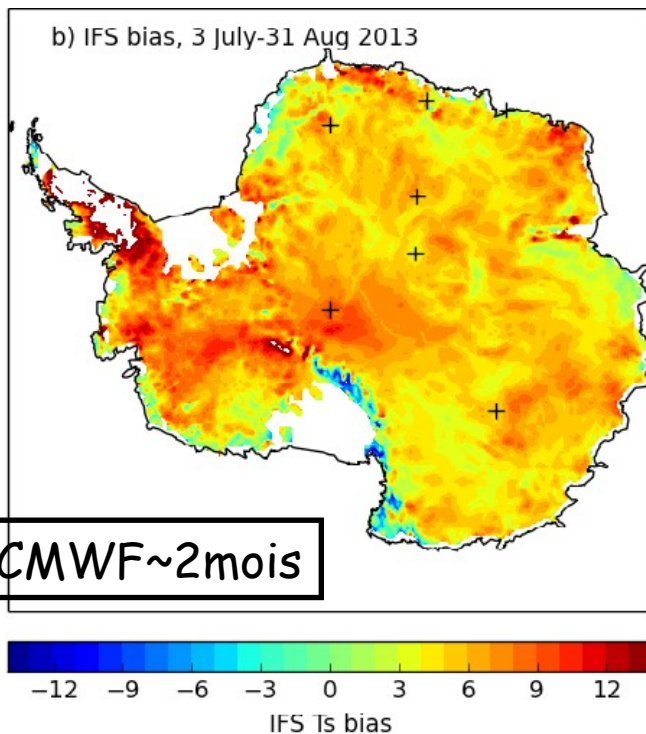 b) IFS bias, 3 July-31 Aug 2013
CMWF~2mois
−12 −9 −6 −3 0 3 6 9 12
IFS Ts bias